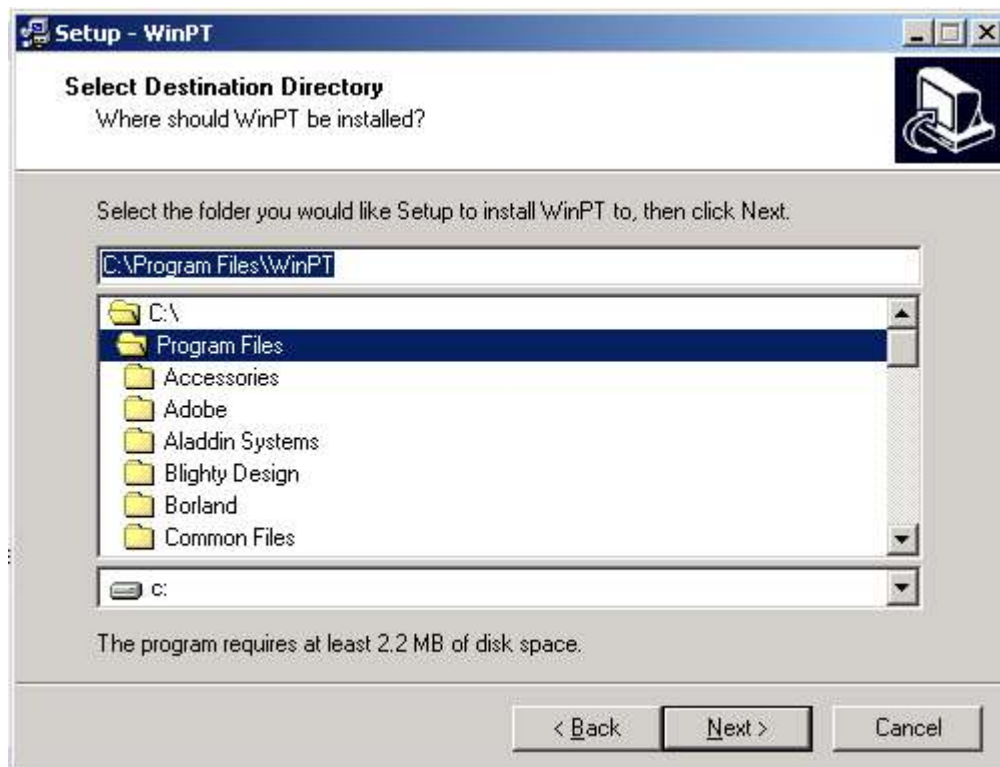 Setup - WinPT
Select Destination Directory
Where should WinPT be installed?
Select the folder you would like Setup to install WinPT to, then click Next.
C:\Program Files\WinPT
C:\
Program Files
Accessories
Adobe
Aladdin Systems
Blighty Design
Borland
Common Files
c:
The program requires at least 2.2 MB of disk space.
< Back Next > Cancel